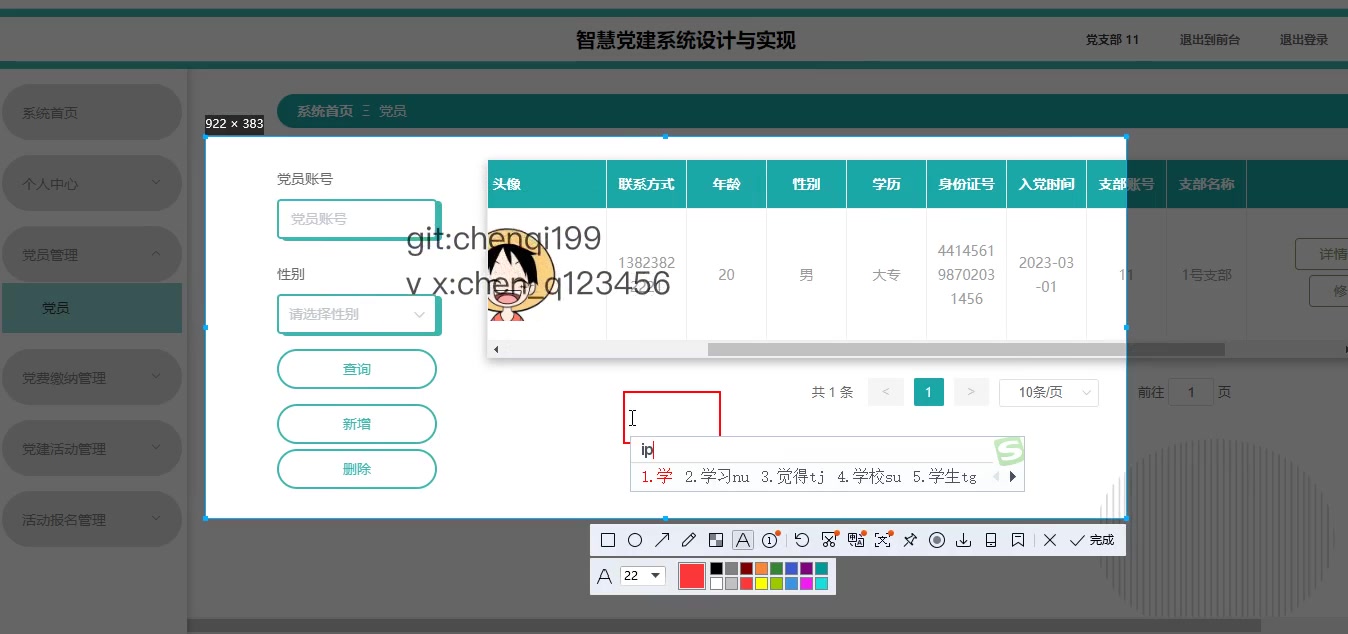 智慧党建系统设计与实现
党支部 11 退出到前台 退出登录
系统首页
个人中心
党员管理
党员
党费缴纳管理
党建活动管理
活动报名管理
系统首页 Ξ 党员
922 × 383
党员账号
党员账号
性别
请选择性别
查询
新增
删除
头像 联系方式 年龄 性别 学历 身份证号 入党时间 支部账号 支部名称
1382382 20 男 大专 4414561 9870203 1456 2023-03 -01 11 1号支部
详情
修
git:chenqi199
v_x:chen_q123456
共 1 条 < 1 > 10条/页 前往 1 页
ip
1.学 2.学习nu 3.觉得tj 4.学校su 5.学生tg
完成
A 22